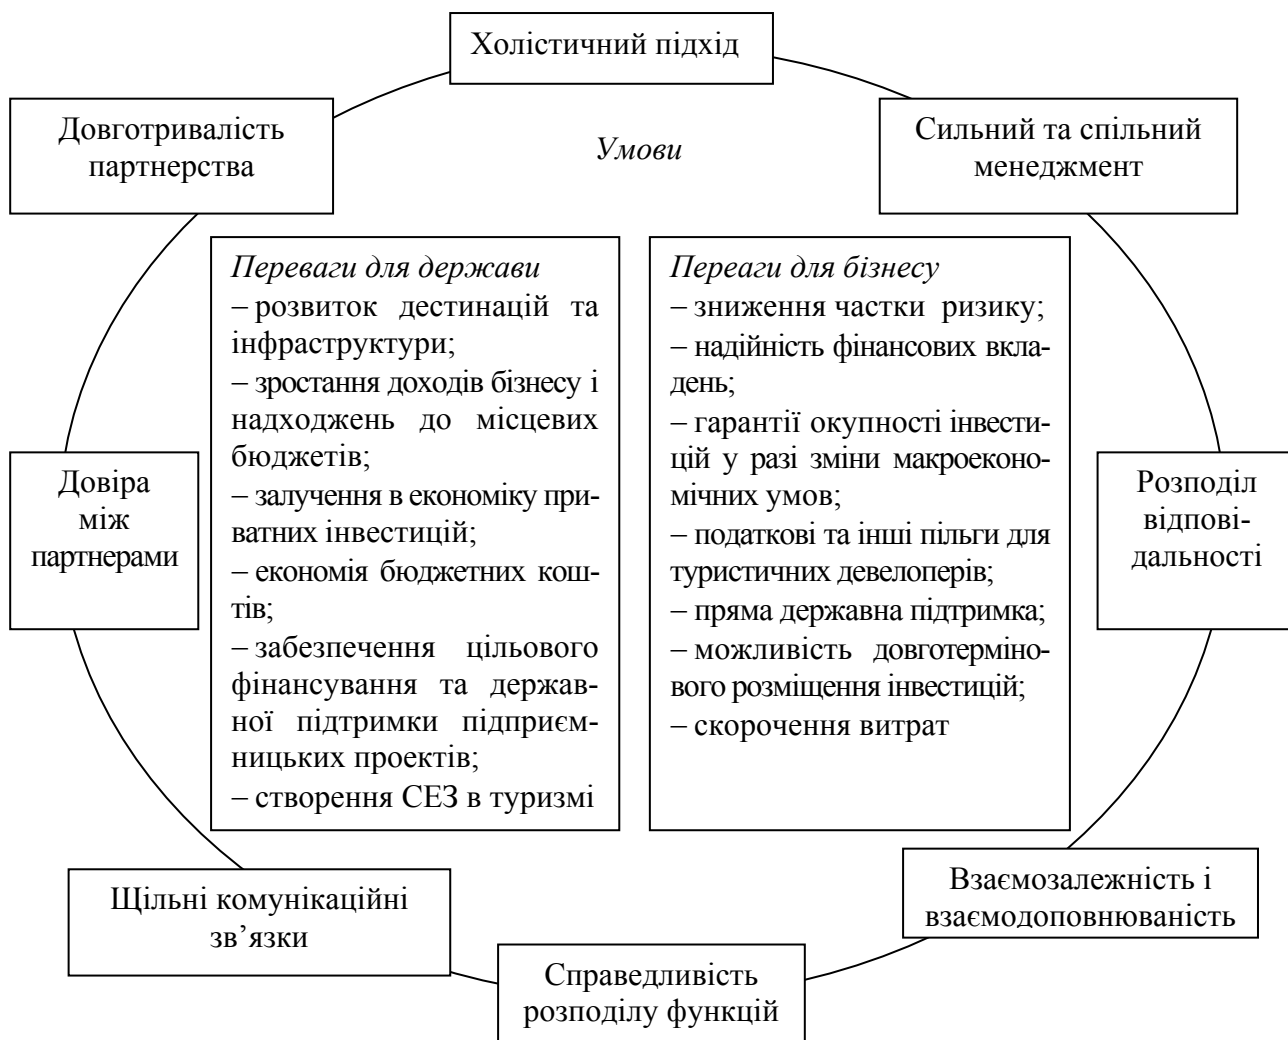 Холістичний підхід
Довготривалість
партнерства
Умови
Сильний та спільний
менеджмент
Переваги для держави
– розвиток дестинацій та
інфраструктури;
– зростання доходів бізнесу і
надходжень до місцевих
бюджетів;
– залучення в економіку при-
ватних інвестицій;
– економія бюджетних кош-
тів;
– забезпечення цільового
фінансування та держав-
ної підтримки підприєм-
ницьких проектів;
– створення СЕЗ в туризмі
Переаги для бізнесу
– зниження частки ризику;
– надійність фінансових вкла-
день;
– гарантії окупності інвести-
цій у разі зміни макроеконо-
мічних умов;
– податкові та інші пільги для
туристичних девелоперів;
– пряма державна підтримка;
– можливість довготерміно-
вого розміщення інвестицій;
– скорочення витрат
Довіра
між
партнерами
Розподіл
відпові-
дальності
Щільні комунікаційні
зв’язки
Взаємозалежність і
взаємодоповнюваність
Справедливість
розподілу функцій